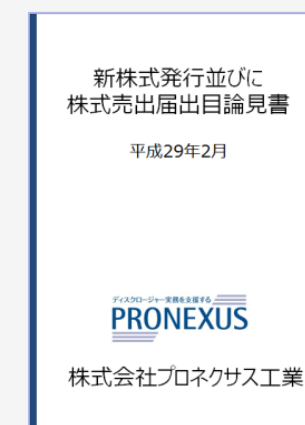 新株式発行並びに
株式売出届出目論見書
平成29年2月
ディスクロージャー実務を支援する
PRONEXUS
株式会社プロネクサス工業